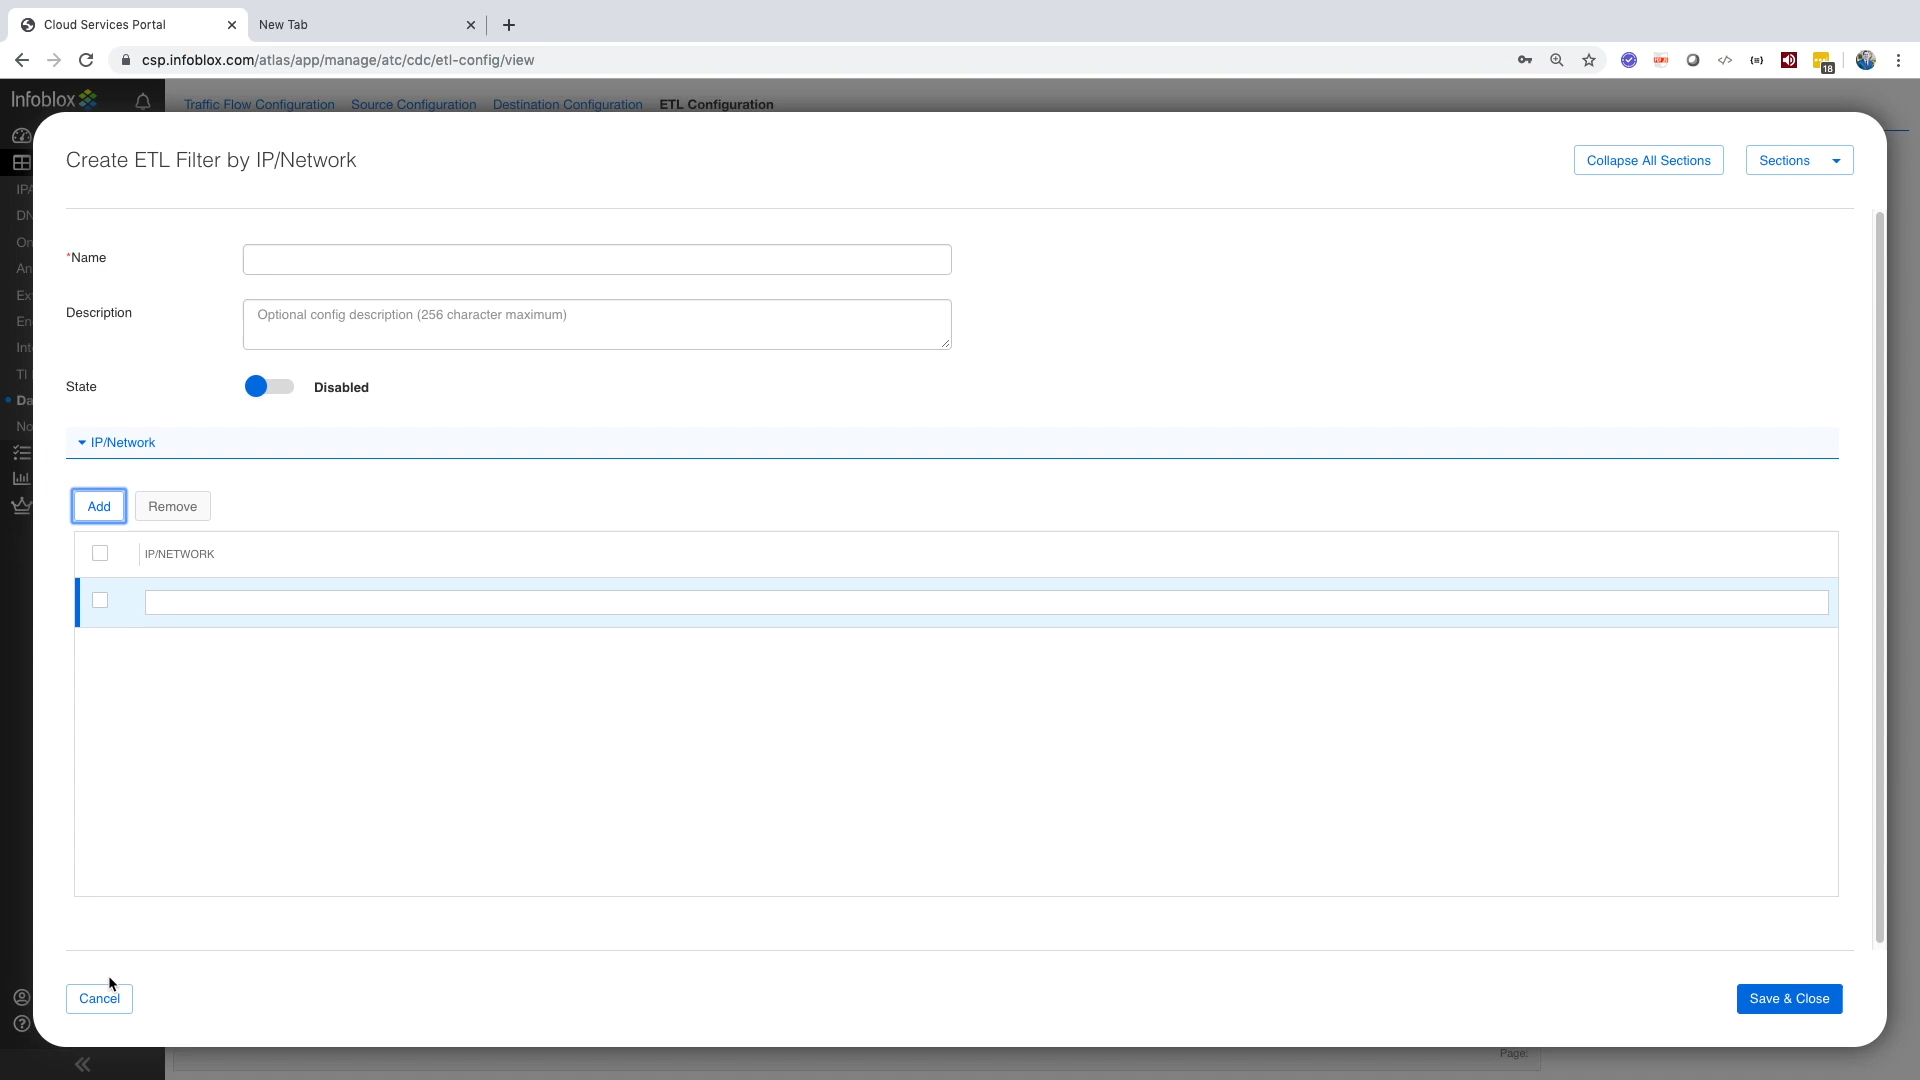 Cloud Services Portal
New Tab
csp.infoblox.com/atlas/app/manage/atc/cdc/etl-config/view
18
Infoblox
Traffic Flow Configuration Source Configuration Destination Configuration ETL Configuration
Create ETL Filter by IP/Network
Collapse All Sections
Sections
*Name
Description
Optional config description (256 character maximum)
State
Disabled
IP/Network
Add
Remove
IP/NETWORK
Cancel
Save & Close
Page: